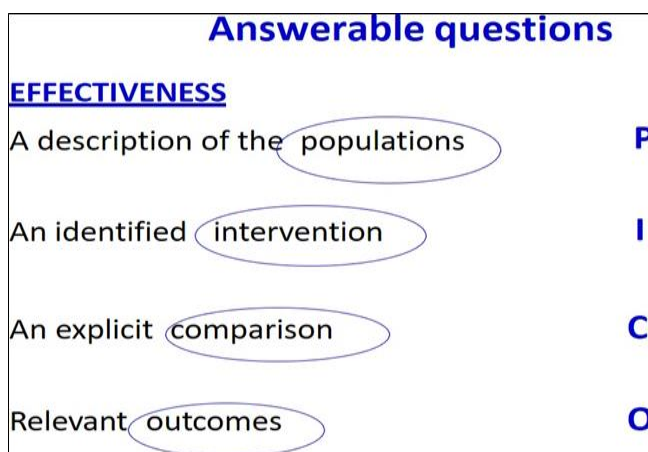 Answerable questions
EFFECTIVENESS
A description of the populations P
An identified intervention I
An explicit comparison C
Relevant outcomes O